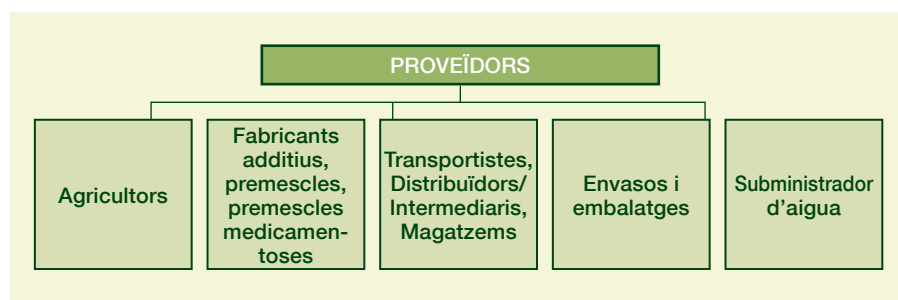 PROVEÏDORS
Agricultors
Fabricants
additius,
premescles,
premescles
medicamen-
toses
Transportistes,
Distribuïdors/
Intermediaris,
Magatzems
Envasos i
embalatges
Subministrador
d'aigua